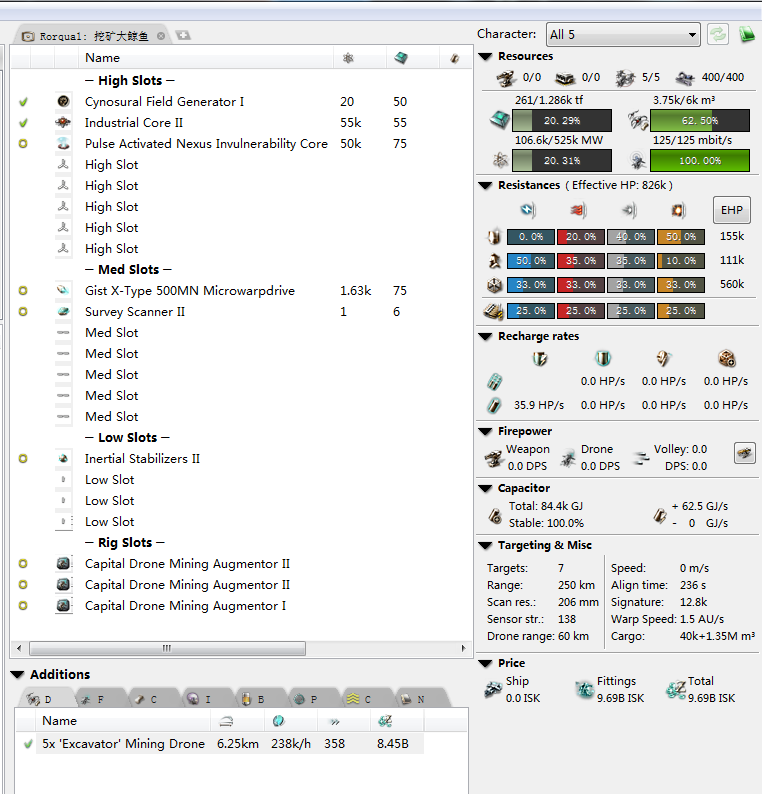 Rorqual: 挖矿大鲸鱼
Name
— High Slots —
Cynosural Field Generator I 20 50
Industrial Core II 55k 55
Pulse Activated Nexus Invulnerability Core 50k 75
High Slot
High Slot
High Slot
High Slot
High Slot
— Med Slots —
Gist X-Type 500MN Microwarpdrive 1.63k 75
Survey Scanner II 1 6
Med Slot
Med Slot
Med Slot
Med Slot
Med Slot
— Low Slots —
Inertial Stabilizers II
Low Slot
Low Slot
Low Slot
— Rig Slots —
Capital Drone Mining Augmentor II
Capital Drone Mining Augmentor II
Capital Drone Mining Augmentor I
Additions
D F C I B P C N
Name
5x 'Excavator' Mining Drone 6.25km 238k/h 358 8.45B
Character: All 5
Resources
0/0 0/0 5/5 400/400
261/1.286k tf 3.75k/6k m³
20.29% 62.50%
106.6k/525k MW 125/125 mbit/s
20.31% 100.00%
Resistances (Effective HP: 826k)
EHP
0.0% 20.0% 40.0% 50.0% 155k
50.0% 35.0% 35.0% 10.0% 111k
33.0% 33.0% 33.0% 33.0% 560k
25.0% 25.0% 25.0% 25.0%
Recharge rates
0.0 HP/s 0.0 HP/s 0.0 HP/s
35.9 HP/s 0.0 HP/s 0.0 HP/s 0.0 HP/s
Firepower
Weapon Drone Volley: 0.0
0.0 DPS 0.0 DPS DPS: 0.0
Capacitor
Total: 84.4k GJ + 62.5 GJ/s
Stable: 100.0% - 0 GJ/s
Targeting & Misc
Targets: 7 Speed: 0 m/s
Range: 250 km Align time: 236 s
Scan res.: 206 mm Signature: 12.8k
Sensor str.: 138 Warp Speed: 1.5 AU/s
Drone range: 60 km Cargo: 40k+1.35M m³
Price
Ship Fittings Total
0.0 ISK 9.69B ISK 9.69B ISK